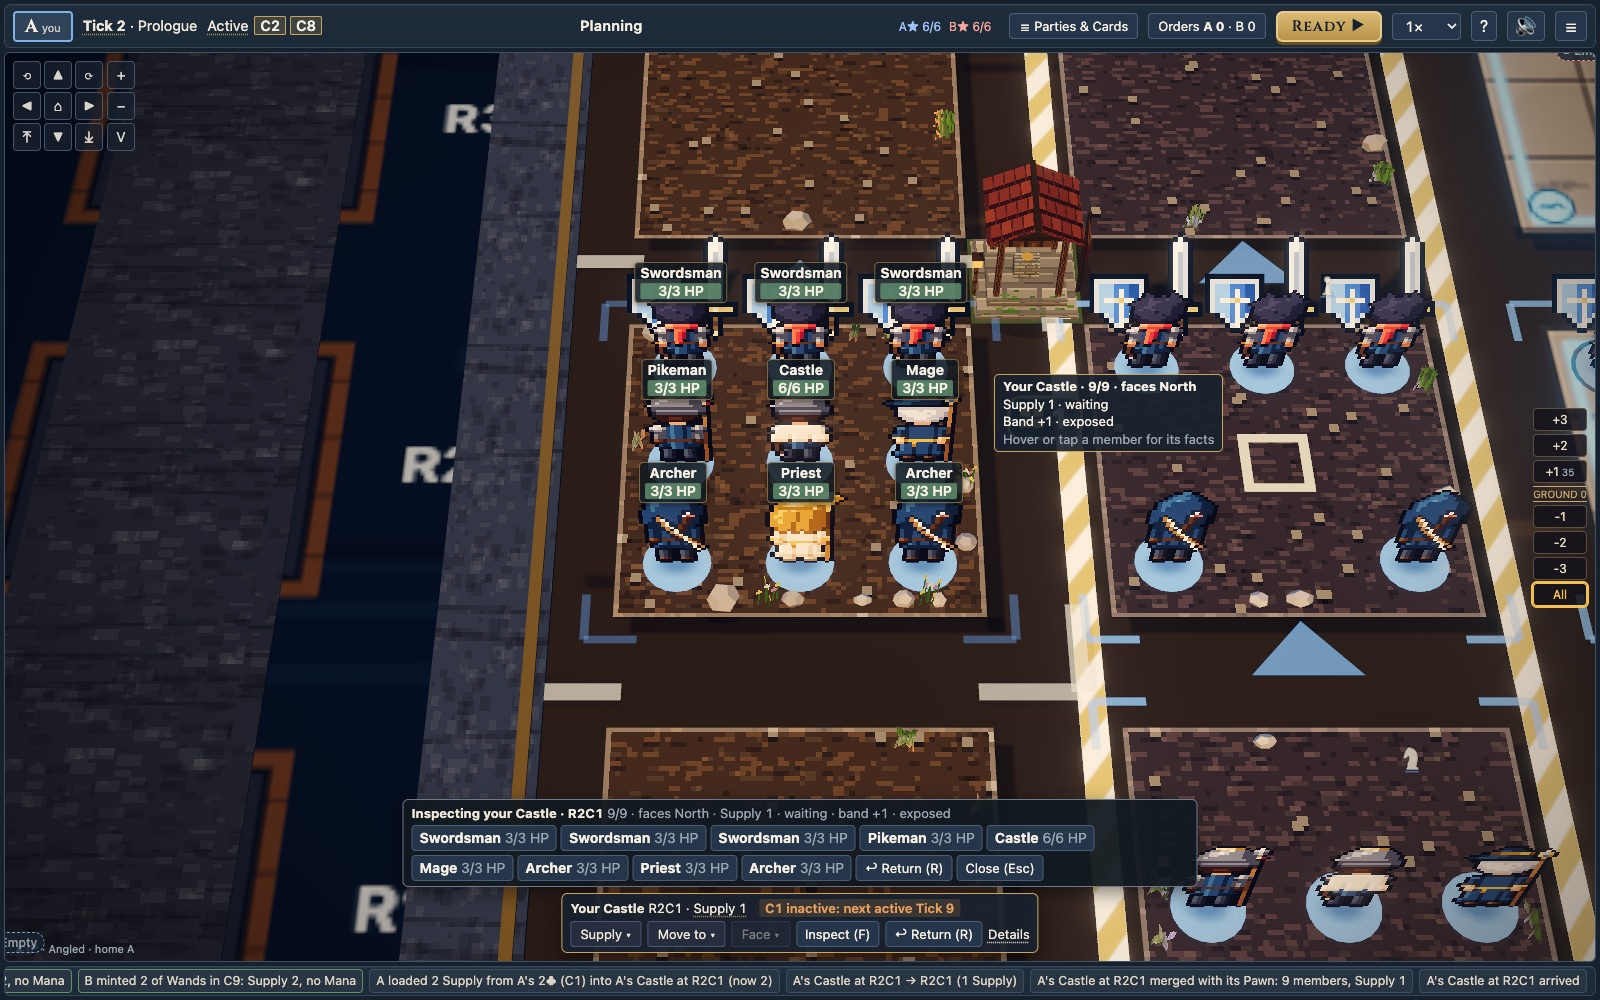 A you
Tick 2 · Prologue Active C2 C8
Planning
A★ 6/6 B★ 6/6
≡ Parties & Cards
Orders A 0 · B 0
READY ▶
1×
?
V
R3
R2
Swordsman Swordsman Swordsman
3/3 HP 3/3 HP 3/3 HP
Pikeman Castle Mage
3/3 HP 6/6 HP 3/3 HP
Archer Priest Archer
3/3 HP 3/3 HP 3/3 HP
Your Castle · 9/9 · faces North
Supply 1 · waiting
Band +1 · exposed
Hover or tap a member for its facts
+3
+2
+1 35
GROUND 0
-1
-2
-3
All
Inspecting your Castle · R2C1 9/9 · faces North · Supply 1 · waiting · band +1 · exposed
Swordsman 3/3 HP Swordsman 3/3 HP Swordsman 3/3 HP Pikeman 3/3 HP Castle 6/6 HP
Mage 3/3 HP Archer 3/3 HP Priest 3/3 HP Archer 3/3 HP ↩ Return (R) Close (Esc)
Your Castle R2C1 · Supply 1 C1 inactive: next active Tick 9
Supply ▾ Move to ▾ Face ▾ Inspect (F) ↩ Return (R) Details
Empty
Angled · home A
, no Mana
B minted 2 of Wands in C9: Supply 2, no Mana
A loaded 2 Supply from A's 2♣ (C1) into A's Castle at R2C1 (now 2)
A's Castle at R2C1 → R2C1 (1 Supply)
A's Castle at R2C1 merged with its Pawn: 9 members, Supply 1
A's Castle at R2C1 arrived